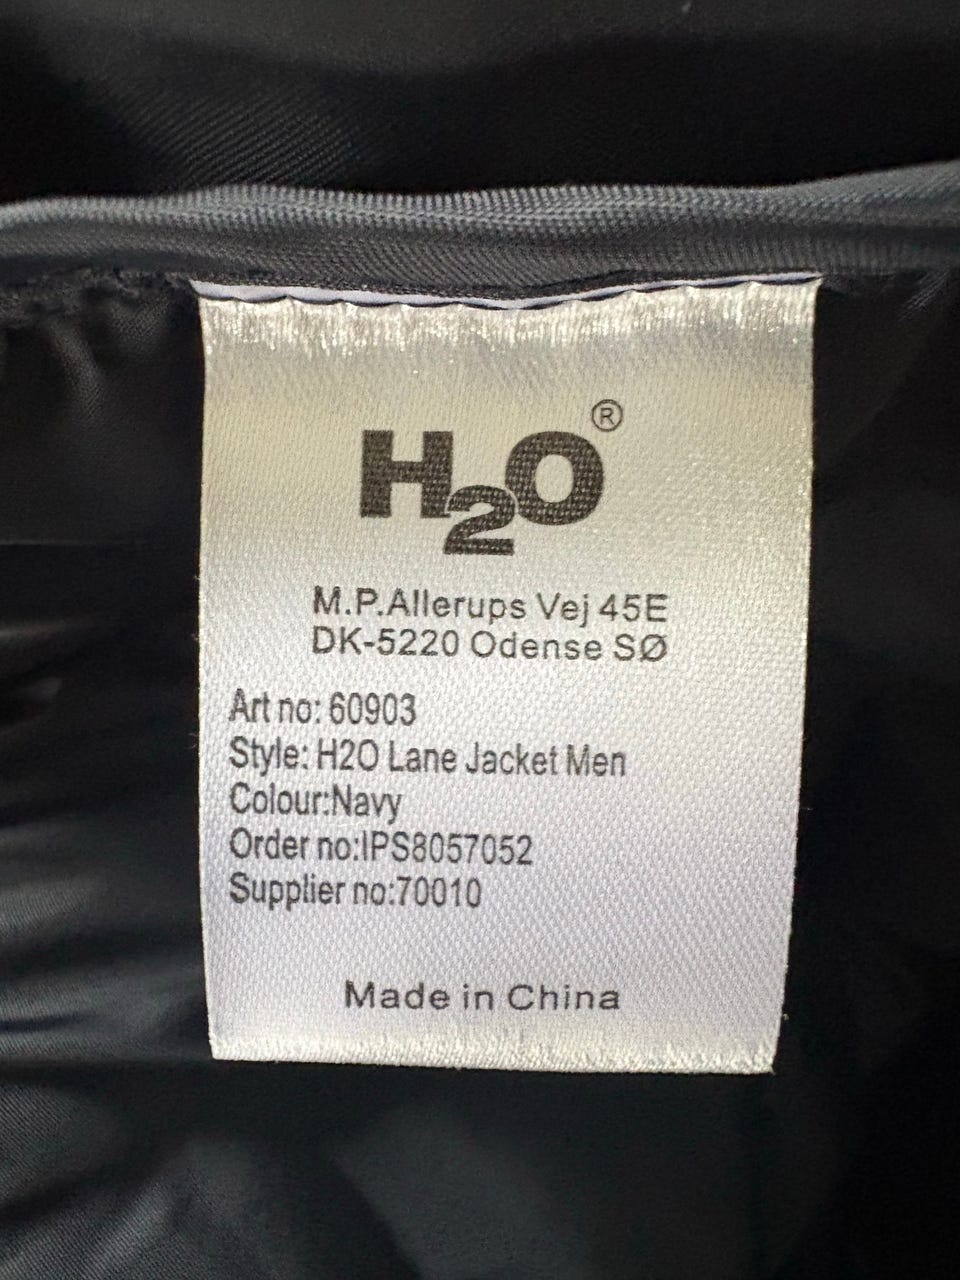 H2O®
M.P.Allerups Vej 45E
DK-5220 Odense SØ
Art no: 60903
Style: H2O Lane Jacket Men
Colour:Navy
Order no:IPS8057052
Supplier no:70010
Made in China